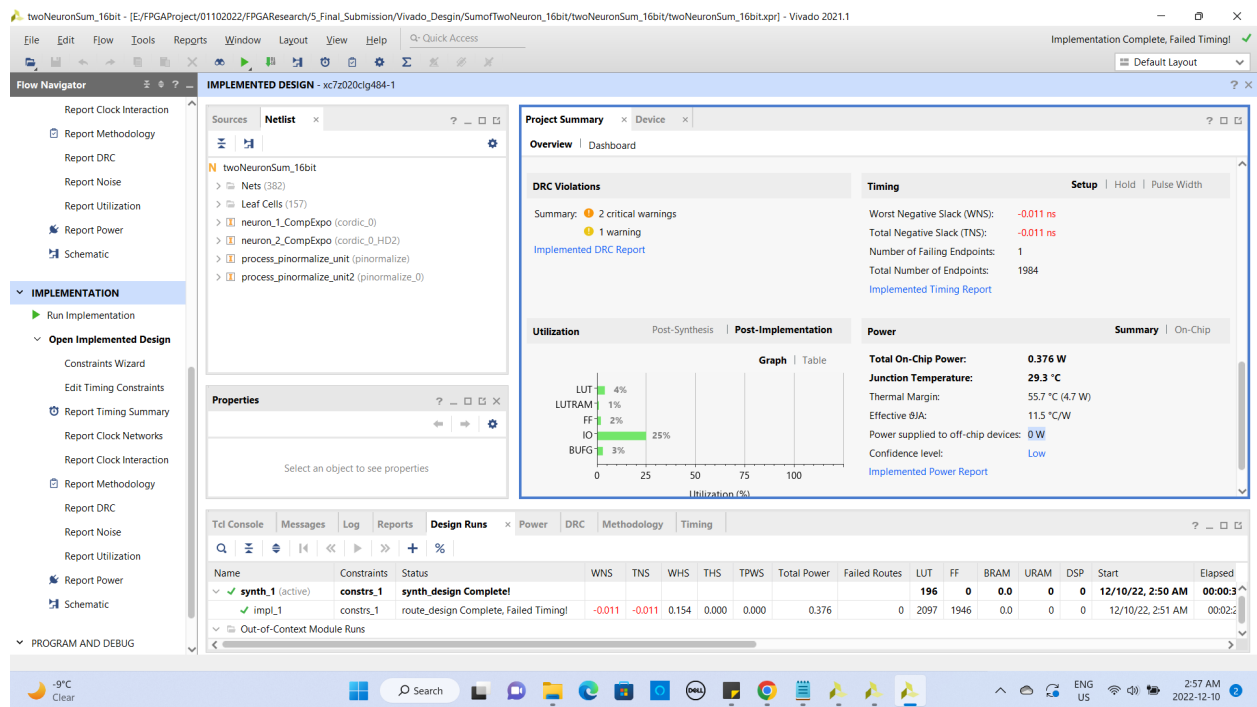 twoNeuronSum_16bit - [E:/FPGAProject/01102022/FPGAResearch/5_Final_Submission/Vivado_Desgin/SumofTwoNeuron_16bit/twoNeuronSum_16bit/twoNeuronSum_16bit.xpr] - Vivado 2021.1
File Edit Flow Tools Reports Window Layout View Help Q- Quick Access Implementation Complete, Failed Timing!
Default Layout
Flow Navigator
IMPLEMENTED DESIGN - xc7z020clg484-1
Report Clock Interaction
Report Methodology
Report DRC
Report Noise
Report Utilization
Report Power
Schematic
IMPLEMENTATION
Run Implementation
Open Implemented Design
Constraints Wizard
Edit Timing Constraints
Report Timing Summary
Report Clock Networks
Report Clock Interaction
Report Methodology
Report DRC
Report Noise
Report Utilization
Report Power
Schematic
PROGRAM AND DEBUG
Sources Netlist
N twoNeuronSum_16bit
Nets (382)
Leaf Cells (157)
neuron_1_CompExpo (cordic_0)
neuron_2_CompExpo (cordic_0_HD2)
process_pinormalize_unit (pinormalize)
process_pinormalize_unit2 (pinormalize_0)
Properties
Select an object to see properties
Project Summary Device
Overview Dashboard
DRC Violations
Summary: 2 critical warnings
1 warning
Implemented DRC Report
Timing Setup | Hold | Pulse Width
Worst Negative Slack (WNS): -0.011 ns
Total Negative Slack (TNS): -0.011 ns
Number of Failing Endpoints: 1
Total Number of Endpoints: 1984
Implemented Timing Report
Utilization Post-Synthesis | Post-Implementation
Graph | Table
LUT 4%
LUTRAM 1%
FF 2%
IO 25%
BUFG 3%
0 25 50 75 100
Utilization (%)
Power Summary | On-Chip
Total On-Chip Power: 0.376 W
Junction Temperature: 29.3 °C
Thermal Margin: 55.7 °C (4.7 W)
Effective ϑJA: 11.5 °C/W
Power supplied to off-chip devices: 0 W
Confidence level: Low
Implemented Power Report
Tcl Console Messages Log Reports Design Runs Power DRC Methodology Timing
Name Constraints Status WNS TNS WHS THS TPWS Total Power Failed Routes LUT FF BRAM URAM DSP Start Elapsed
synth_1 (active) constrs_1 synth_design Complete! 196 0 0.0 0 0 12/10/22, 2:50 AM 00:00:3
impl_1 constrs_1 route_design Complete, Failed Timing! -0.011 -0.011 0.154 0.000 0.000 0.376 0 2097 1946 0.0 0 0 12/10/22, 2:51 AM 00:02:2
Out-of-Context Module Runs
-9°C
Clear
Search
DELL
ENG
US
2:57 AM
2022-12-10
2